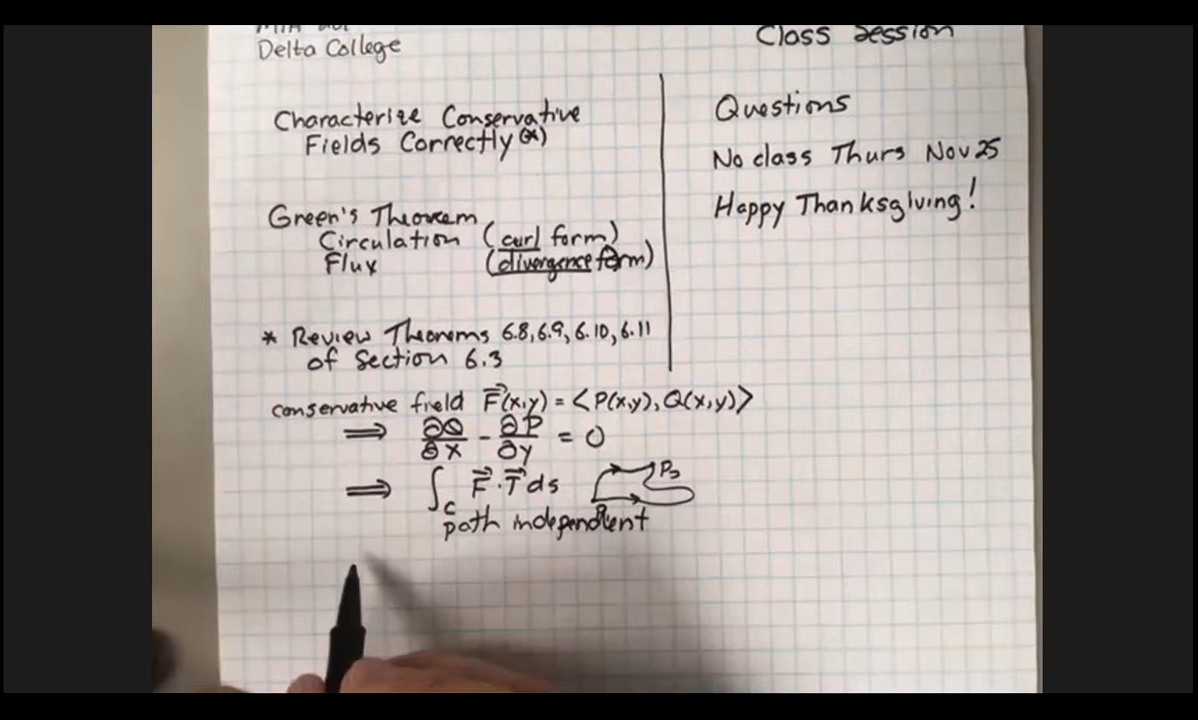 Delta College
Class Session
Characterize Conservative
Fields Correctly (*)
Green's Theorem
Circulation (curl form)
Flux (divergence form)
* Review Theorems 6.8, 6.9, 6.10, 6.11
of Section 6.3
Questions
No class Thurs Nov 25
Happy Thanksgiving!
conservative field F⃗(x,y) = <P(x,y), Q(x,y)>
⟹ ∂Q/∂x - ∂P/∂y = 0
⟹ ∫_C F⃗ · T⃗ ds
path independent